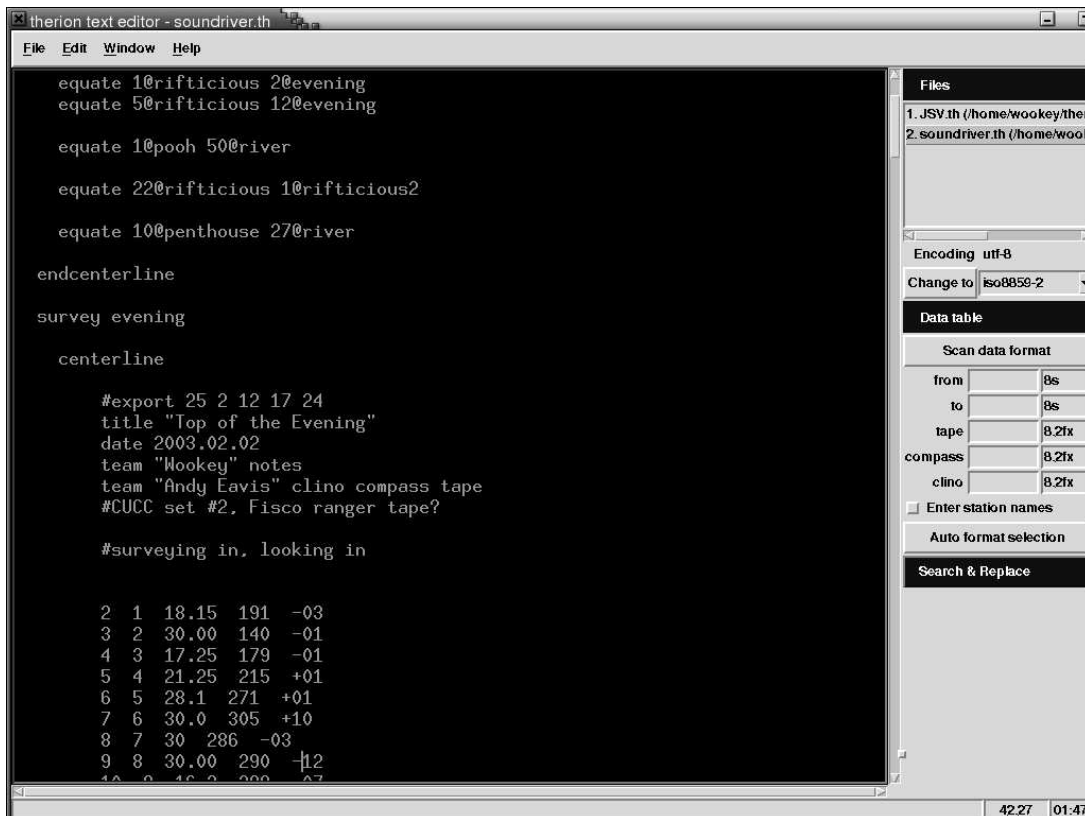 therion text editor - soundriver.th
File Edit Window Help
equate 1@rifticious 2@evening
equate 5@rifticious 12@evening
equate 1@pooh 50@river
equate 22@rifticious 1@rifticious2
equate 10@penthouse 27@river
endcenterline
survey evening
centerline
#export 25 2 12 17 24
title "Top of the Evening"
date 2003.02.02
team "Wookey" notes
team "Andy Eavis" clino compass tape
#CUCC set #2, Fisco ranger tape?
#surveying in, looking in
2 1 18.15 191 -03
3 2 30.00 140 -01
4 3 17.25 179 -01
5 4 21.25 215 +01
6 5 28.1 271 +01
7 6 30.0 305 +10
8 7 30 286 -03
9 8 30.00 290 -12
Files
1. JSV.th (/home/wookey/the
2. soundriver.th (/home/wook
Encoding utf-8
Change to iso8859-2
Data table
Scan data format
from 8s
to 8s
tape 8.2fx
compass 8.2fx
clino 8.2fx
Enter station names
Auto format selection
Search & Replace
42.27 01:47